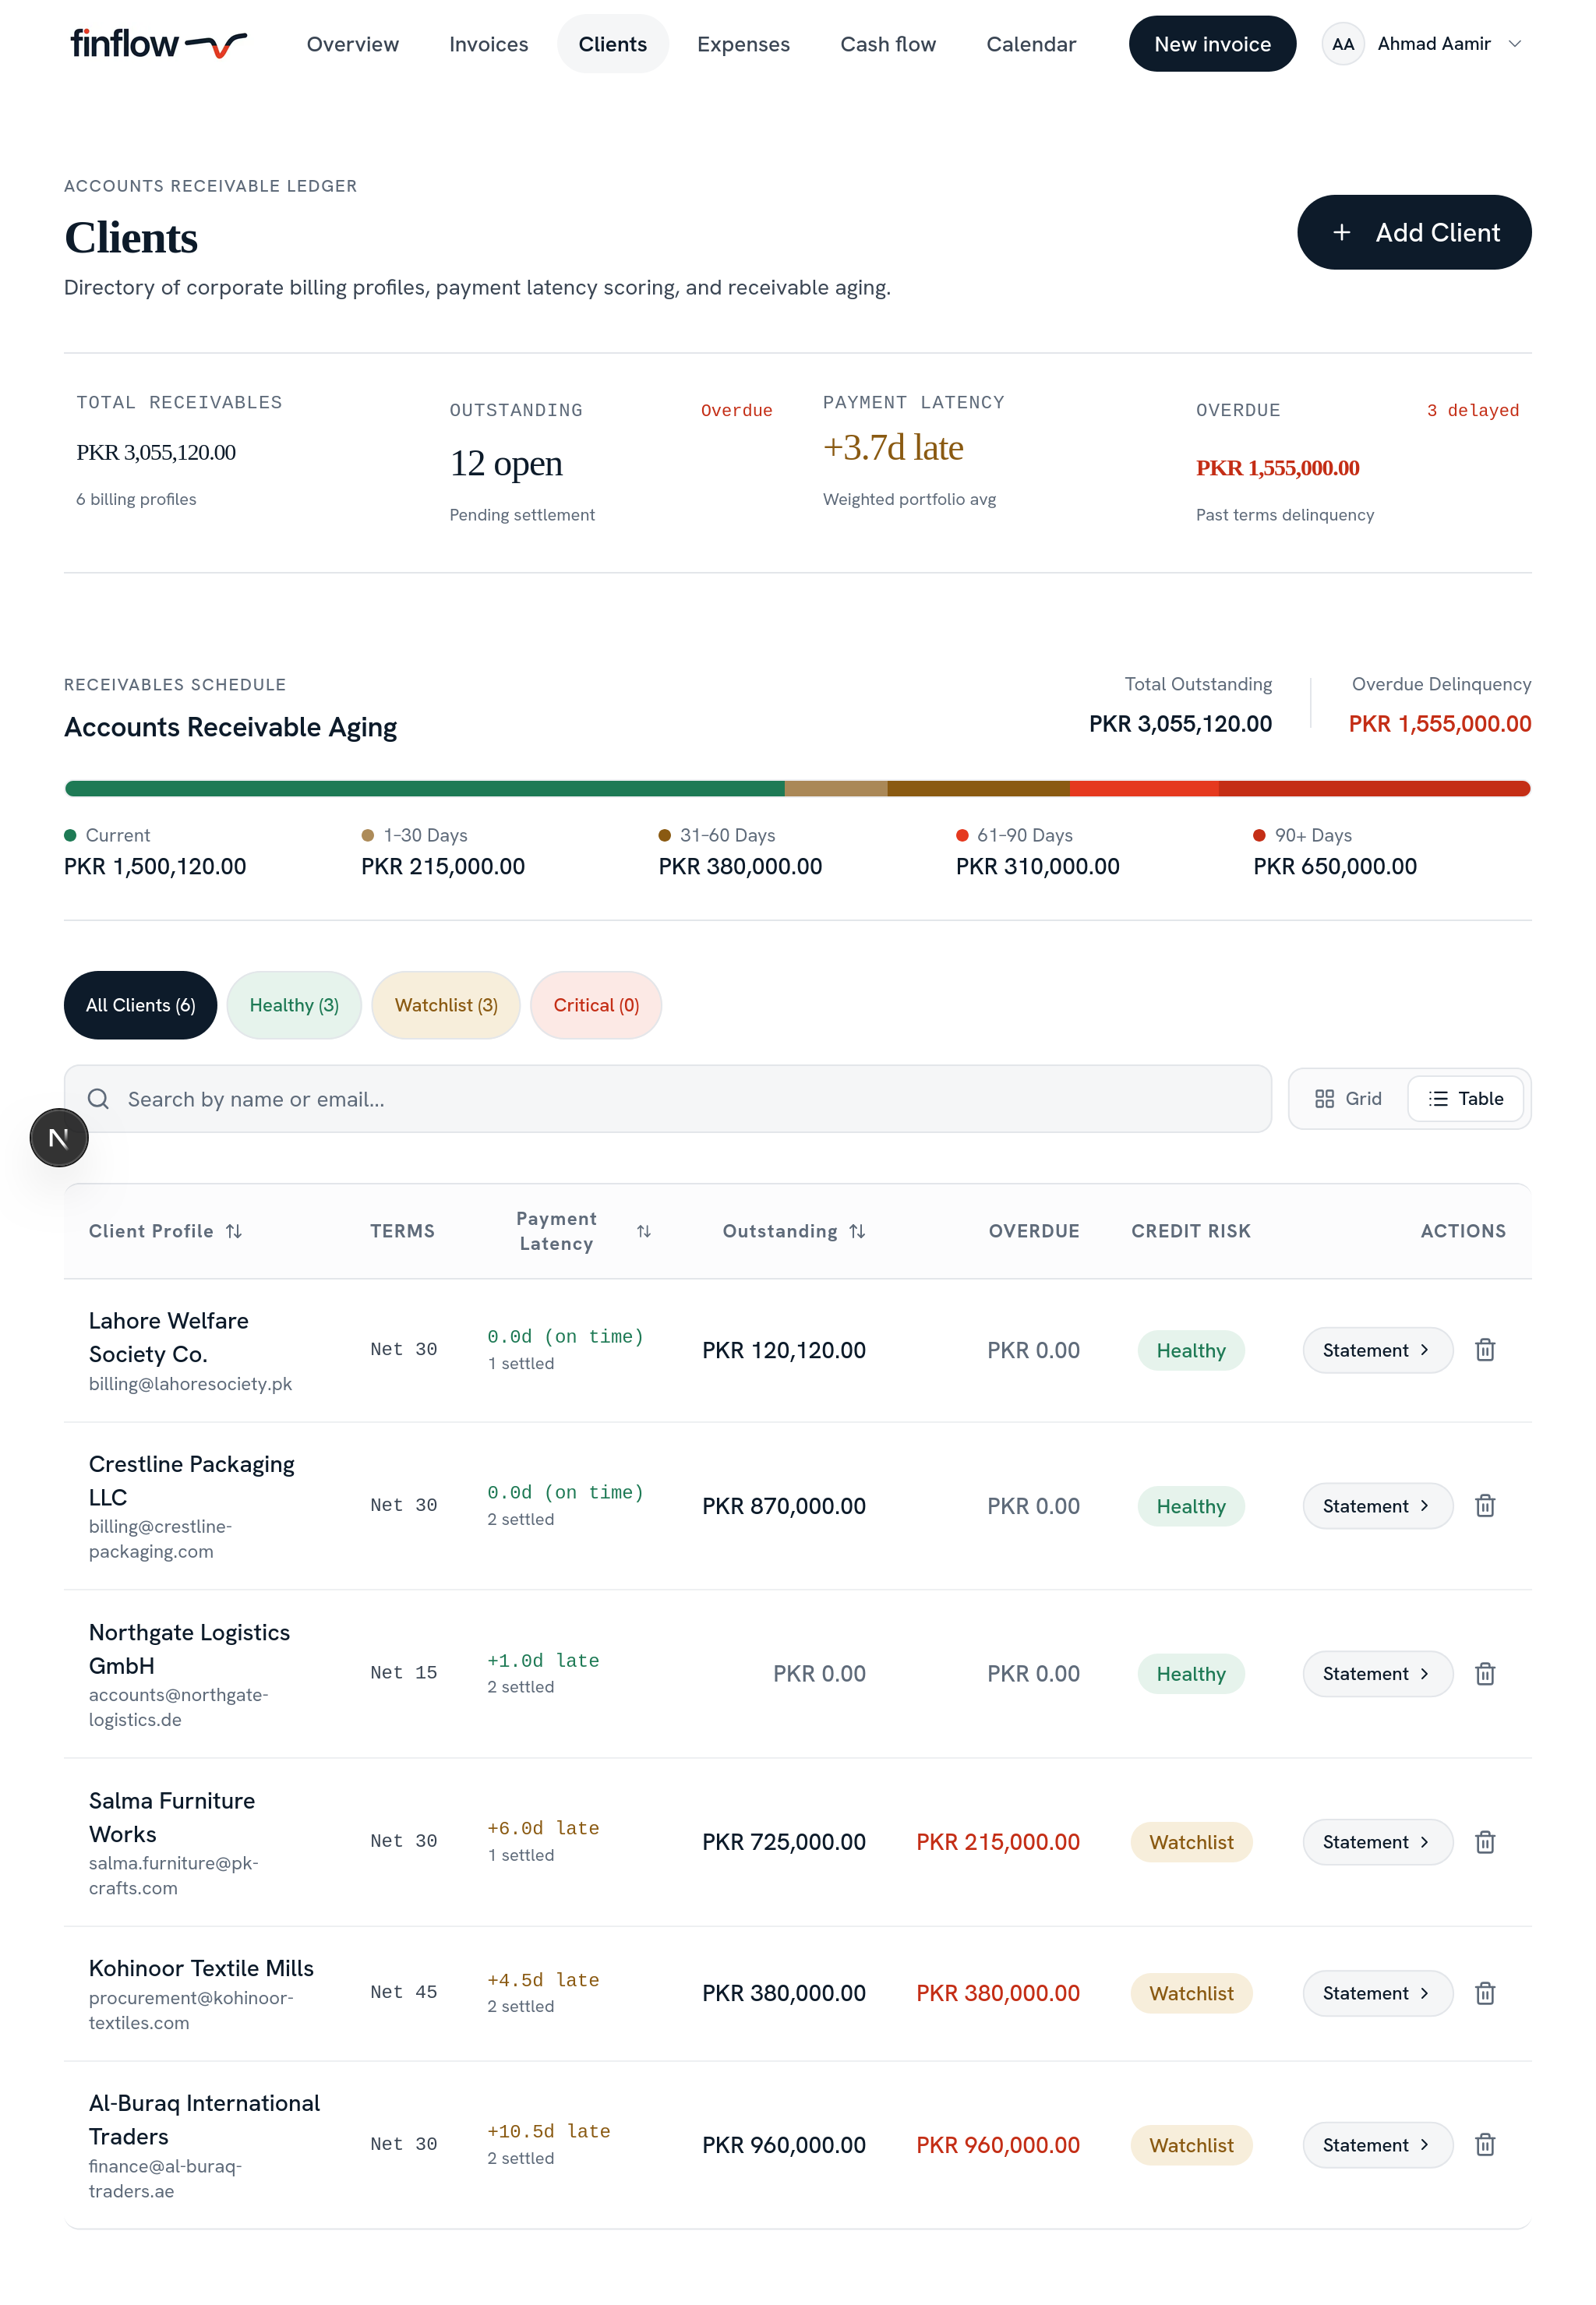 finflow
Overview
Invoices
Clients
Expenses
Cash flow
Calendar
New invoice
AA
Ahmad Aamir
ACCOUNTS RECEIVABLE LEDGER
Clients
Directory of corporate billing profiles, payment latency scoring, and receivable aging.
+ Add Client
TOTAL RECEIVABLES
PKR 3,055,120.00
6 billing profiles
OUTSTANDING
Overdue
12 open
Pending settlement
PAYMENT LATENCY
+3.7d late
Weighted portfolio avg
OVERDUE
3 delayed
PKR 1,555,000.00
Past terms delinquency
RECEIVABLES SCHEDULE
Accounts Receivable Aging
Total Outstanding
PKR 3,055,120.00
Overdue Delinquency
PKR 1,555,000.00
Current
PKR 1,500,120.00
1–30 Days
PKR 215,000.00
31–60 Days
PKR 380,000.00
61–90 Days
PKR 310,000.00
90+ Days
PKR 650,000.00
All Clients (6)
Healthy (3)
Watchlist (3)
Critical (0)
Search by name or email...
Grid
Table
N
Client Profile
TERMS
Payment
Latency
Outstanding
OVERDUE
CREDIT RISK
ACTIONS
Lahore Welfare
Society Co.
billing@lahoresociety.pk
Net 30
0.0d (on time)
1 settled
PKR 120,120.00
PKR 0.00
Healthy
Statement
Crestline Packaging
LLC
billing@crestline-
packaging.com
Net 30
0.0d (on time)
2 settled
PKR 870,000.00
PKR 0.00
Healthy
Statement
Northgate Logistics
GmbH
accounts@northgate-
logistics.de
Net 15
+1.0d late
2 settled
PKR 0.00
PKR 0.00
Healthy
Statement
Salma Furniture
Works
salma.furniture@pk-
crafts.com
Net 30
+6.0d late
1 settled
PKR 725,000.00
PKR 215,000.00
Watchlist
Statement
Kohinoor Textile Mills
procurement@kohinoor-
textiles.com
Net 45
+4.5d late
2 settled
PKR 380,000.00
PKR 380,000.00
Watchlist
Statement
Al-Buraq International
Traders
finance@al-buraq-
traders.ae
Net 30
+10.5d late
2 settled
PKR 960,000.00
PKR 960,000.00
Watchlist
Statement